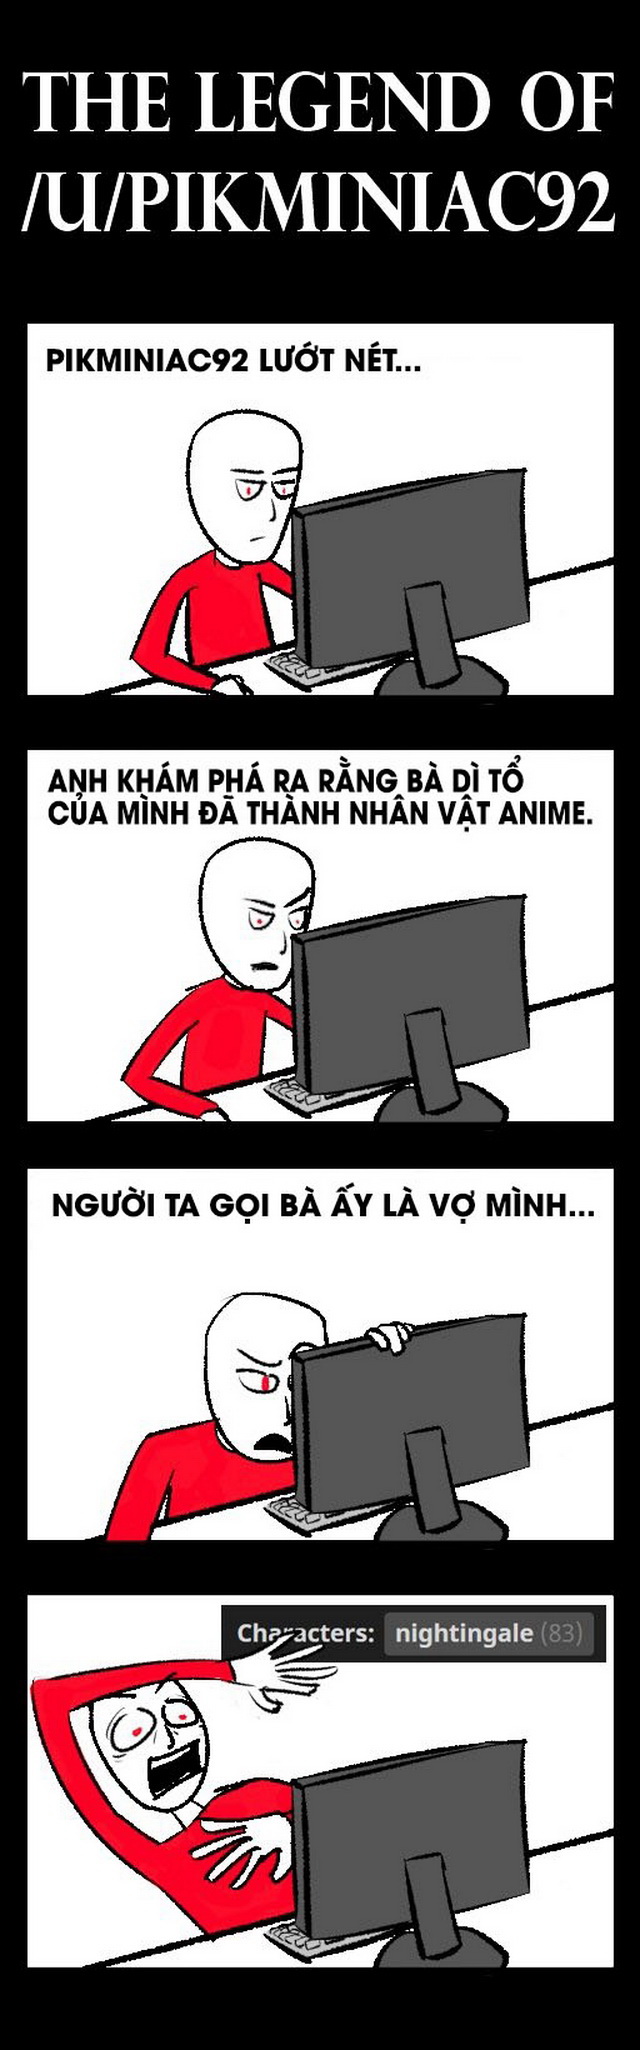 THE LEGEND OF
/U/PIKMINIAC92
PIKMINIAC92 LƯỚT NÉT...
ANH KHÁM PHÁ RA RẰNG BÀ DÌ TỔ
CỦA MÌNH ĐÃ THÀNH NHÂN VẬT ANIME.
NGƯỜI TA GỌI BÀ ẤY LÀ VỢ MÌNH...
Characters: nightingale (83)